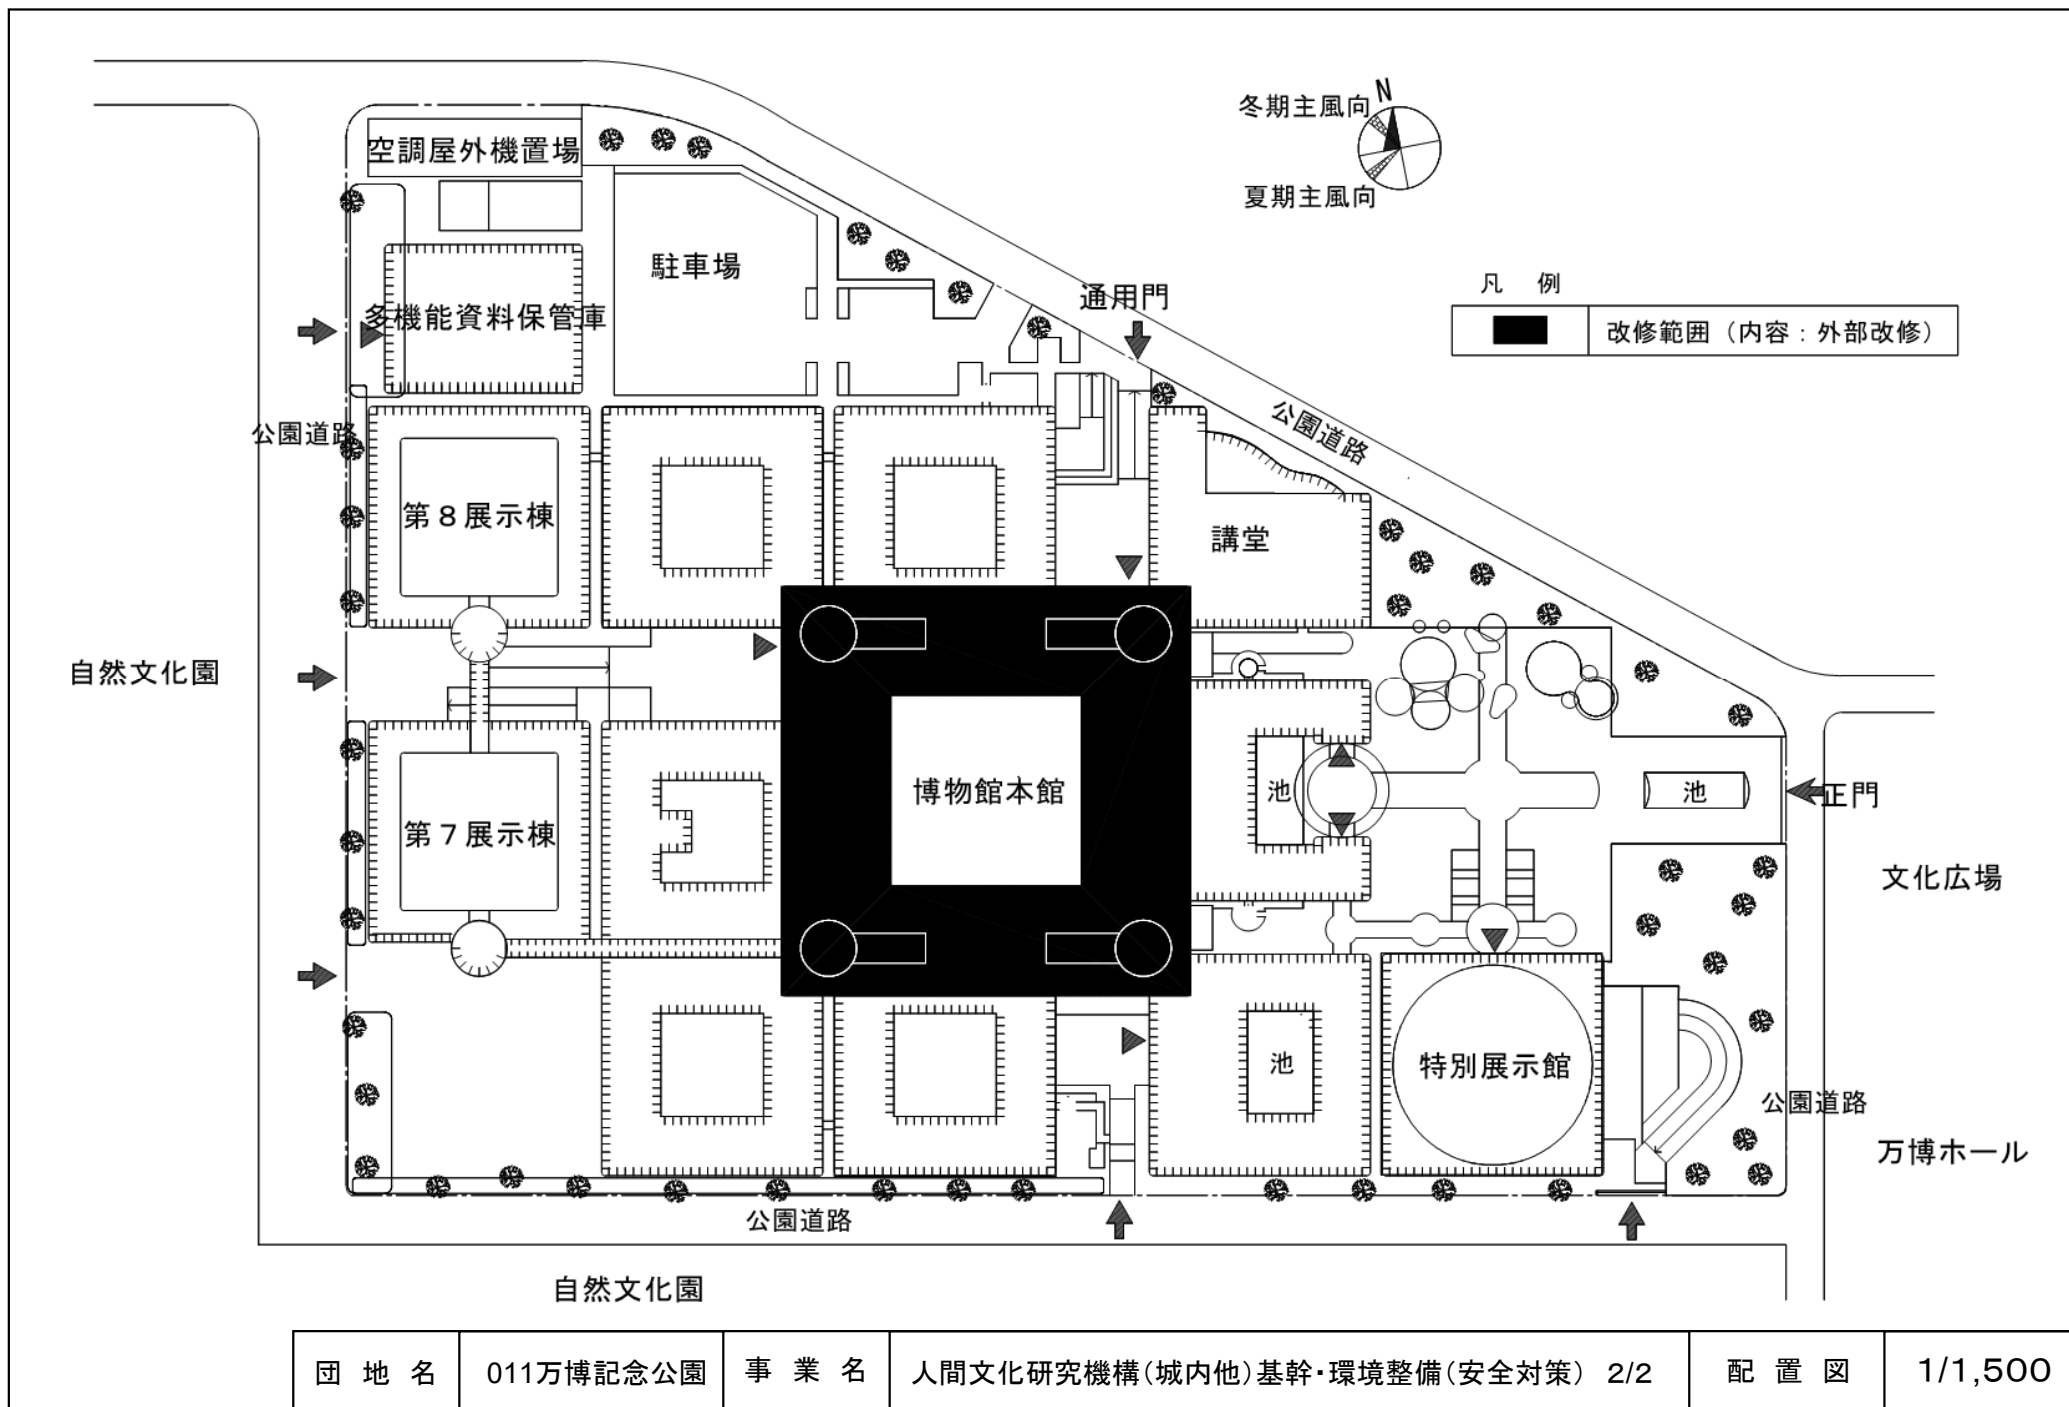 冬期主風向
N
夏期主風向
空調屋外機置場
駐車場
多機能資料保管庫
通用門
凡 例
改修範囲（内容：外部改修）
公園道路
公園道路
第８展示棟
講堂
自然文化園
博物館本館
池
池
正門
第７展示棟
文化広場
池
特別展示館
公園道路
万博ホール
公園道路
自然文化園
団 地 名
011万博記念公園
事 業 名
人間文化研究機構（城内他）基幹・環境整備（安全対策） 2/2
配 置 図
1/1,500